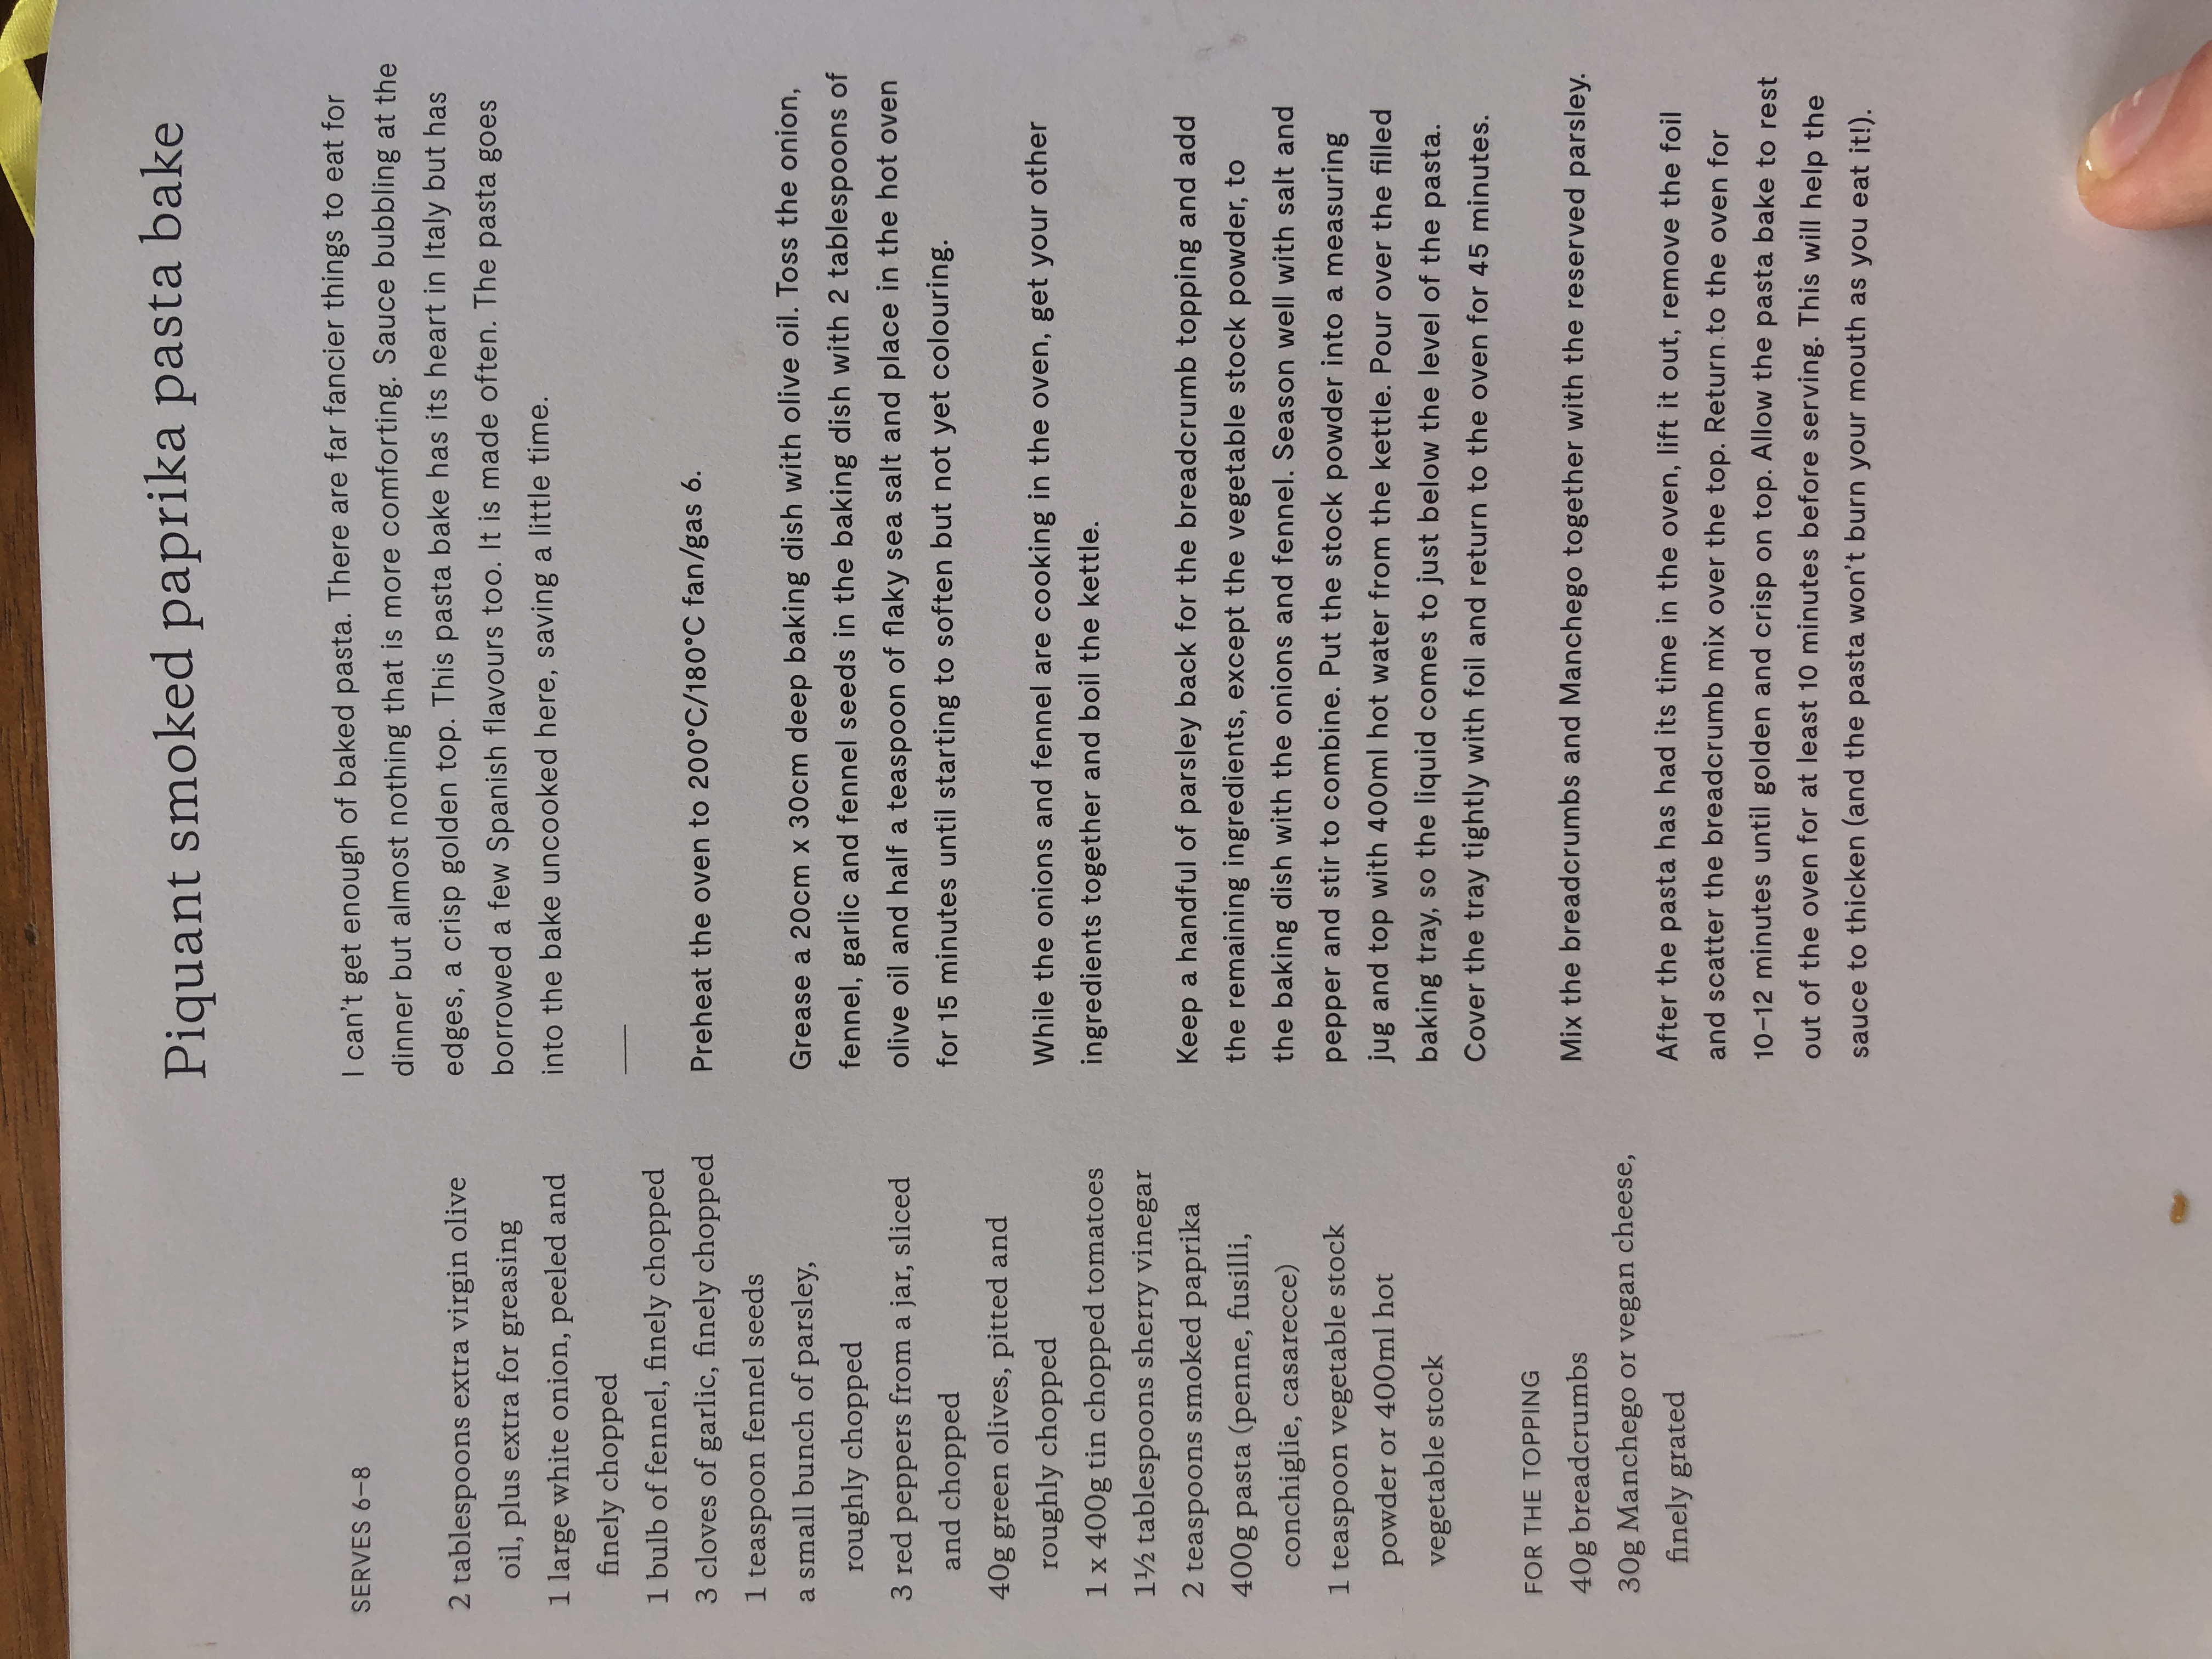 Piquant smoked paprika pasta bake
SERVES 6–8
2 tablespoons extra virgin olive
oil, plus extra for greasing
1 large white onion, peeled and
finely chopped
1 bulb of fennel, finely chopped
3 cloves of garlic, finely chopped
1 teaspoon fennel seeds
a small bunch of parsley,
roughly chopped
3 red peppers from a jar, sliced
and chopped
40g green olives, pitted and
roughly chopped
1 x 400g tin chopped tomatoes
1½ tablespoons sherry vinegar
2 teaspoons smoked paprika
400g pasta (penne, fusilli,
conchiglie, casarecce)
1 teaspoon vegetable stock
powder or 400ml hot
vegetable stock
FOR THE TOPPING
40g breadcrumbs
30g Manchego or vegan cheese,
finely grated
I can't get enough of baked pasta. There are far fancier things to eat for
dinner but almost nothing that is more comforting. Sauce bubbling at the
edges, a crisp golden top. This pasta bake has its heart in Italy but has
borrowed a few Spanish flavours too. It is made often. The pasta goes
into the bake uncooked here, saving a little time.
Preheat the oven to 200°C/180°C fan/gas 6.
Grease a 20cm x 30cm deep baking dish with olive oil. Toss the onion,
fennel, garlic and fennel seeds in the baking dish with 2 tablespoons of
olive oil and half a teaspoon of flaky sea salt and place in the hot oven
for 15 minutes until starting to soften but not yet colouring.
While the onions and fennel are cooking in the oven, get your other
ingredients together and boil the kettle.
Keep a handful of parsley back for the breadcrumb topping and add
the remaining ingredients, except the vegetable stock powder, to
the baking dish with the onions and fennel. Season well with salt and
pepper and stir to combine. Put the stock powder into a measuring
jug and top with 400ml hot water from the kettle. Pour over the filled
baking tray, so the liquid comes to just below the level of the pasta.
Cover the tray tightly with foil and return to the oven for 45 minutes.
Mix the breadcrumbs and Manchego together with the reserved parsley.
After the pasta has had its time in the oven, lift it out, remove the foil
and scatter the breadcrumb mix over the top. Return to the oven for
10–12 minutes until golden and crisp on top. Allow the pasta bake to rest
out of the oven for at least 10 minutes before serving. This will help the
sauce to thicken (and the pasta won't burn your mouth as you eat it!).